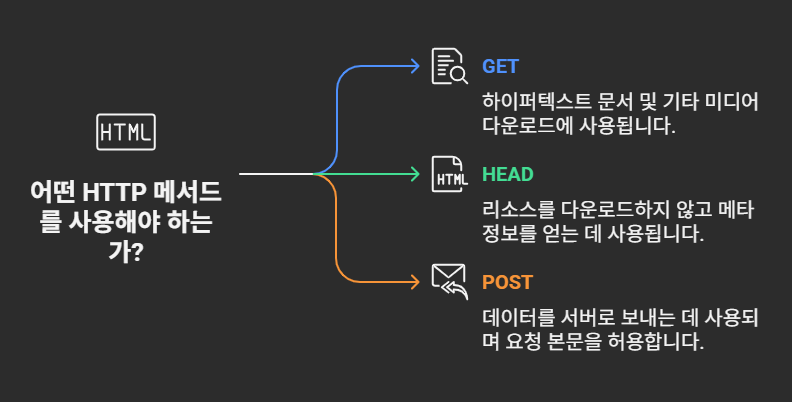 HTML
어떤 HTTP 메서드
를 사용해야 하는
가?
GET
하이퍼텍스트 문서 및 기타 미디어
다운로드에 사용됩니다.
HTML
HEAD
리소스를 다운로드하지 않고 메타
정보를 얻는 데 사용됩니다.
POST
데이터를 서버로 보내는 데 사용되
며 요청 본문을 허용합니다.